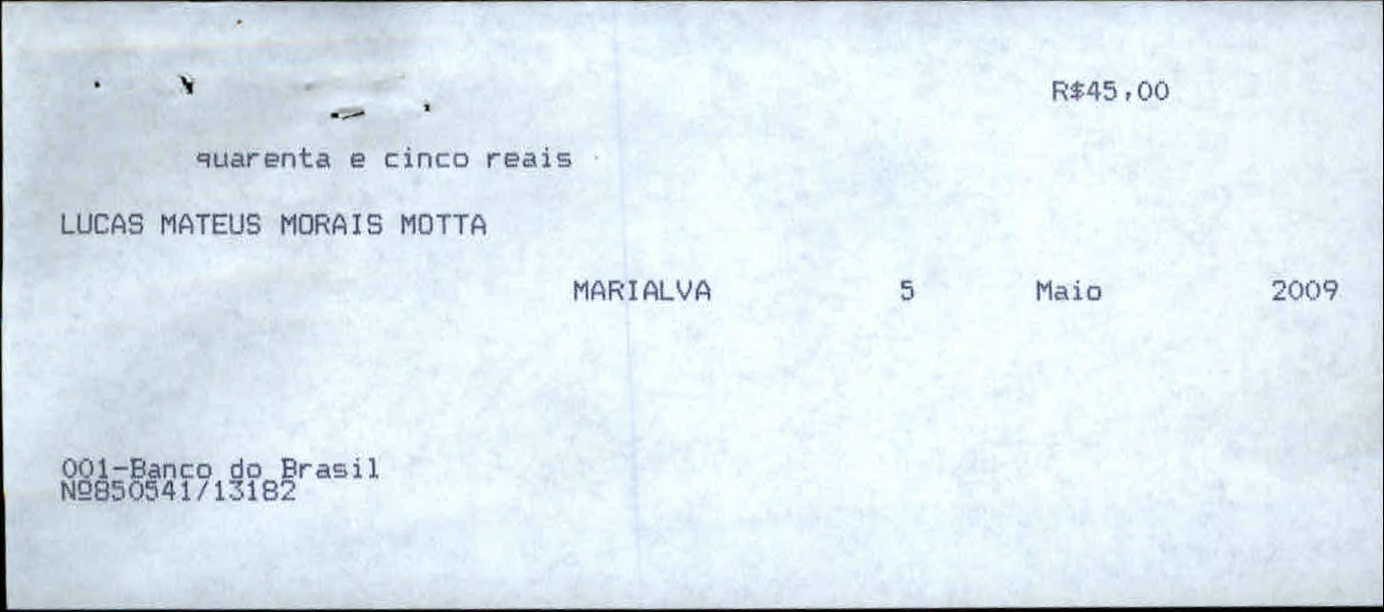 R$45,00
quarenta e cinco reais
LUCAS MATEUS MORAIS MOTTA
MARIALVA 5 Maio 2009
001-Banco do Brasil
Nº850541/13182